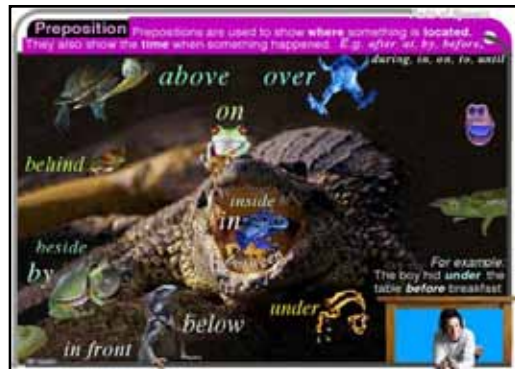 Preposition
Prepositions are used to show where something is located.
They also show the time when something happened. E.g. after at, by, before,
during, in, on, to, until
above over
on
behind
inside
in
beside
by
under
below
in front
For example.
The boy hid under the
table before breakfast